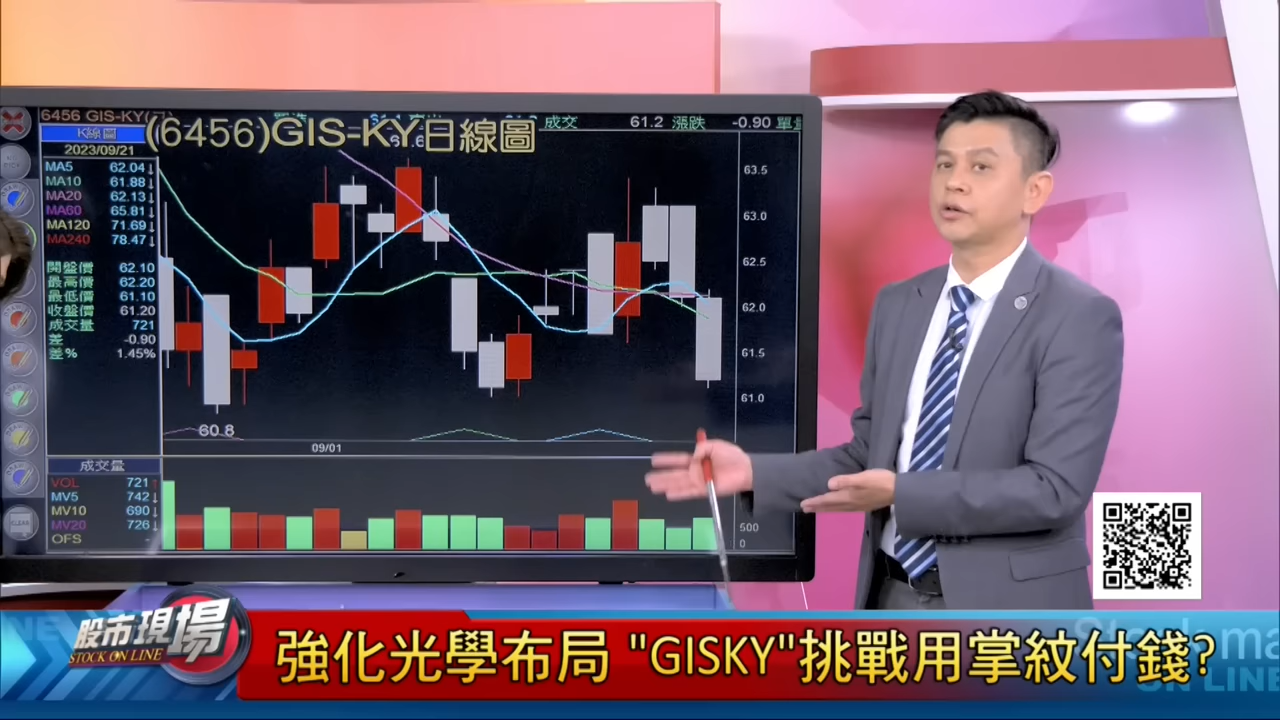 6456 GIS-KY
(6456)GIS-KY日線圖
成交 61.2 漲跌 -0.90 單量
K線圖
2023/09/21
MA5 62.04↓
MA10 61.88↓
MA20 62.13↓
MA60 65.81↓
MA120 71.69↓
MA240 78.47↓
開盤價 62.10
最高價 62.20
最低價 61.10
收盤價 61.20
成交量 721
差 -0.90
差% 1.45%
63.5
63.0
62.5
62.0
61.5
61.0
60.8
09/01
成交量
VOL 721↑
MV5 742↓
MV10 690↓
MV20 726↓
OFS -
500
0
CLEAR
股市現場
STOCK ON LINE
強化光學布局 "GISKY"挑戰用掌紋付錢?
ON LINE